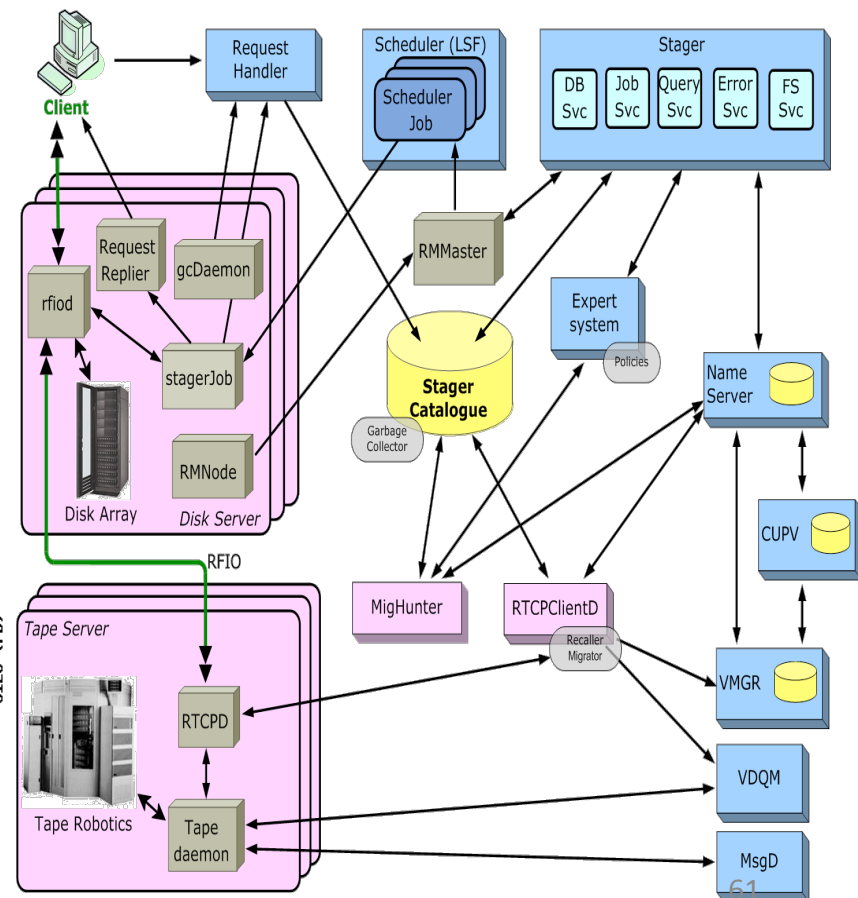 Request
Handler
Scheduler (LSF)
Scheduler
Job
Stager
DB
Svc
Job
Svc
Query
Svc
Error
Svc
FS
Svc
Client
Request
Replier
gcDaemon
rfiod
stagerJob
RMNode
Disk Array
Disk Server
RMMaster
Expert
system
Policies
Stager
Catalogue
Garbage
Collector
Name
Server
CUPV
RFIO
MigHunter
RTCPClientD
Recaller
Migrator
VMGR
Tape Server
RTCPD
Tape Robotics
Tape
daemon
VDQM
MsgD
61